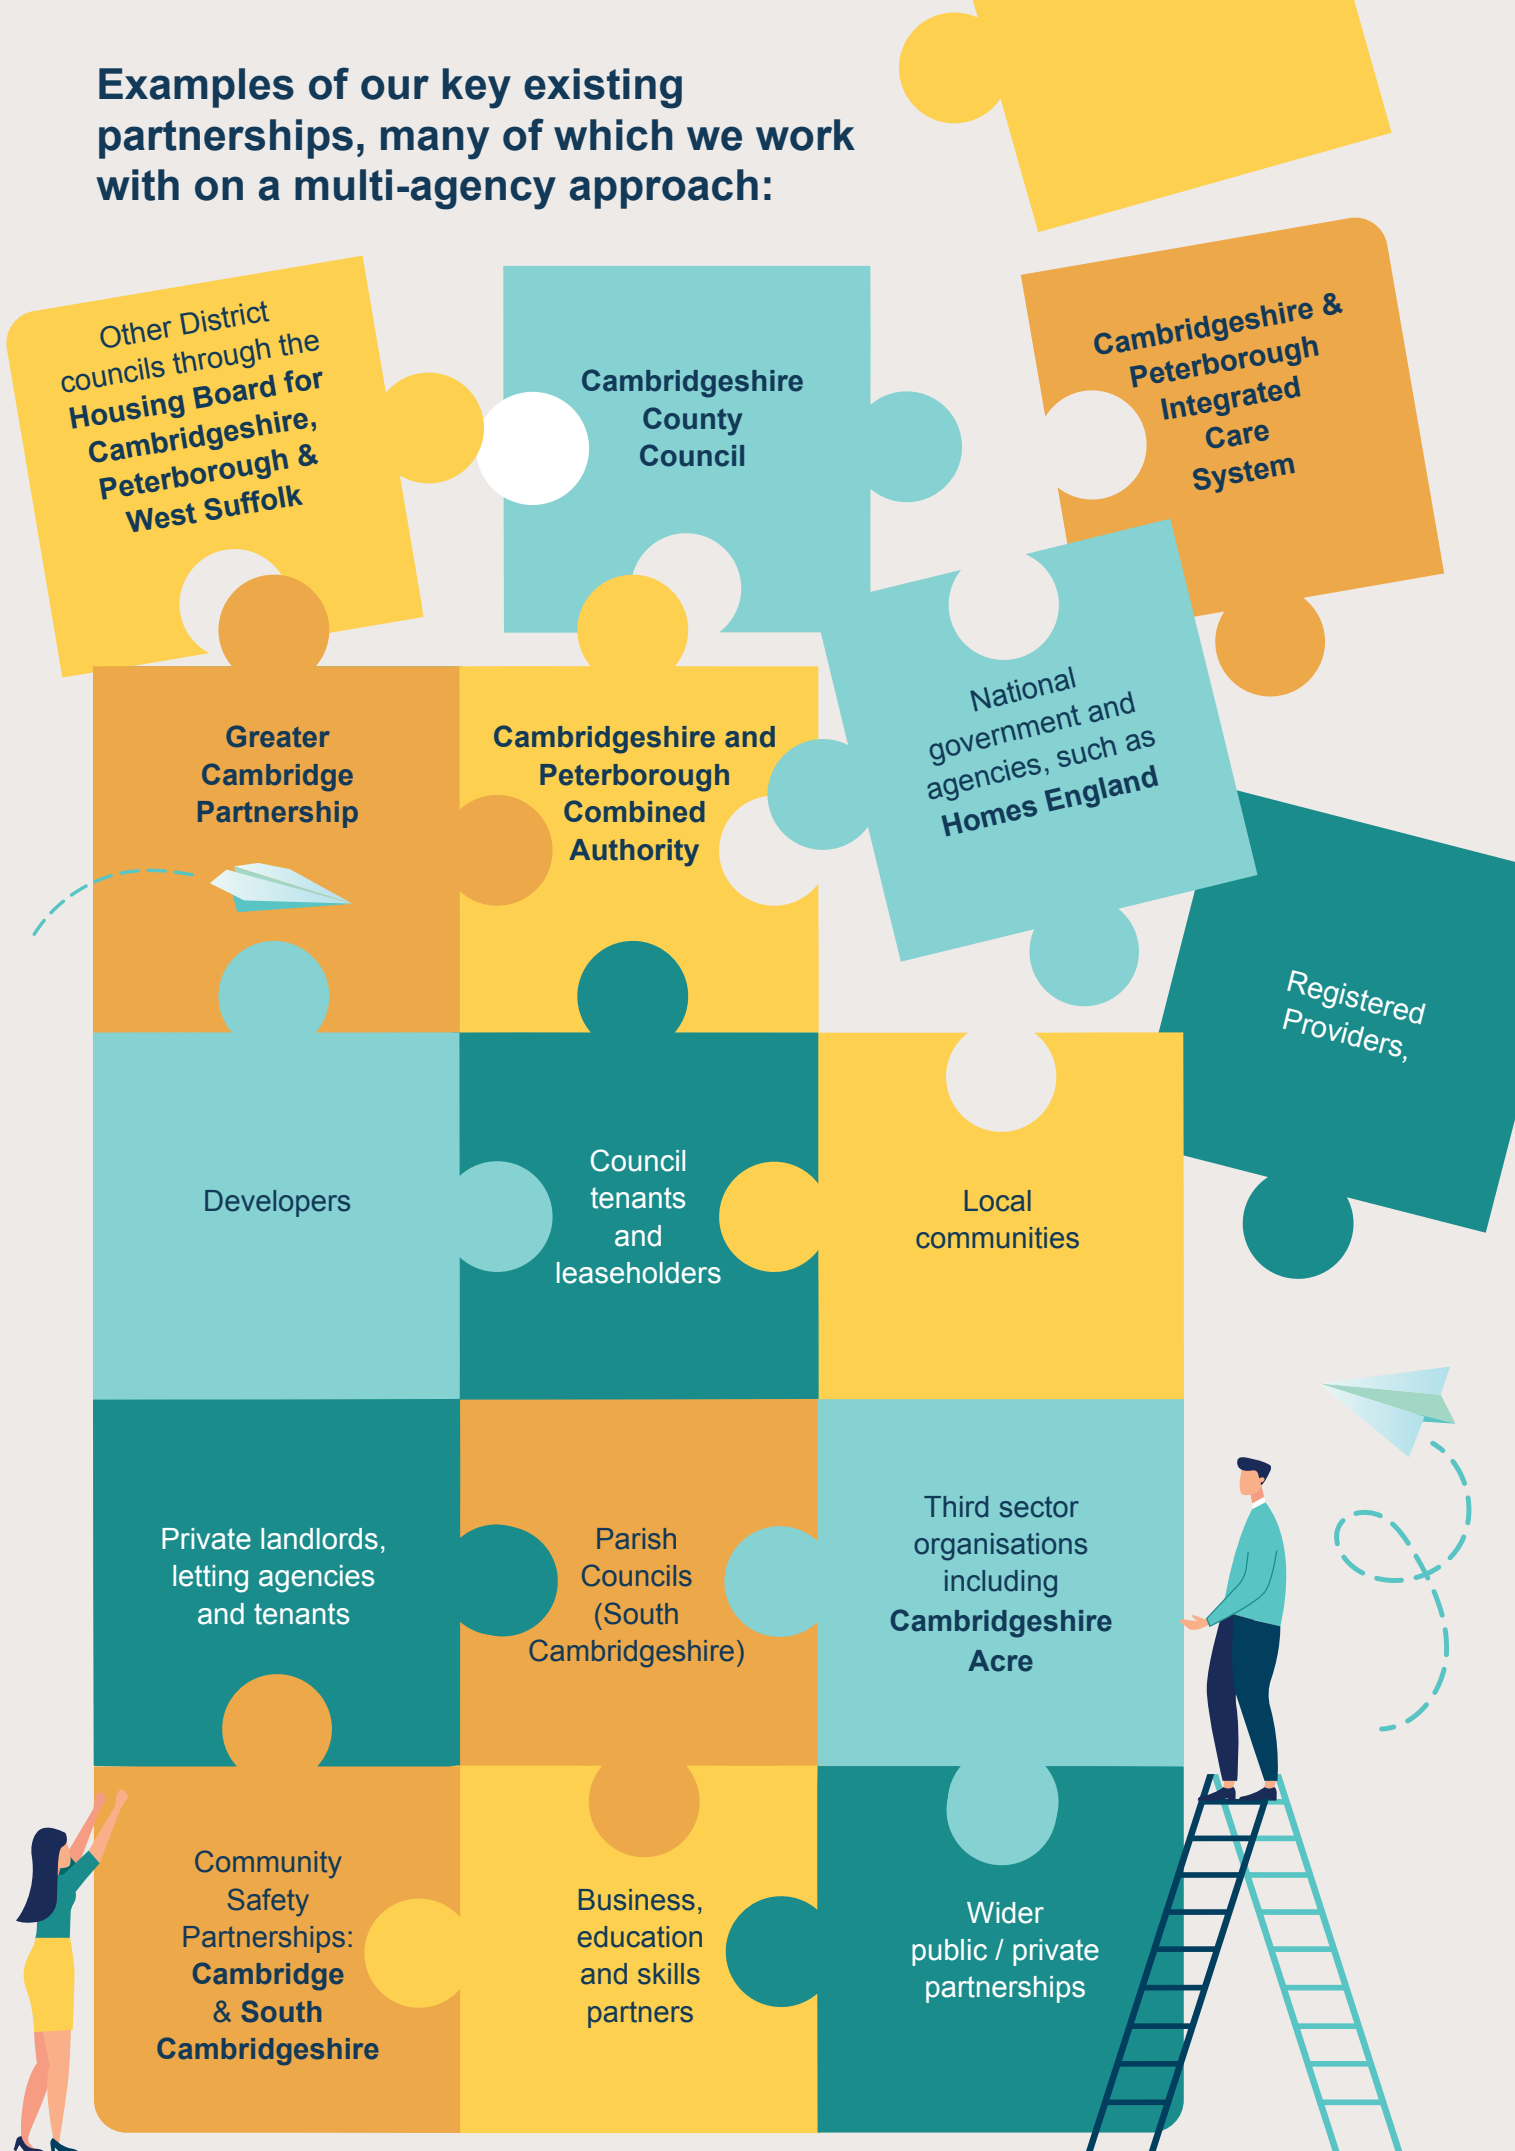 Examples of our key existing
partnerships, many of which we work
with on a multi-agency approach:
Other District
councils through the
Housing Board for
Cambridgeshire,
Peterborough &
West Suffolk
Cambridgeshire
County
Council
Cambridgeshire &
Peterborough
Integrated
Care
System
Greater
Cambridge
Partnership
Cambridgeshire and
Peterborough
Combined
Authority
National
government and
agencies, such as
Homes England
Registered
Providers,
Developers
Council
tenants
and
leaseholders
Local
communities
Private landlords,
letting agencies
and tenants
Parish
Councils
(South
Cambridgeshire)
Third sector
organisations
including
Cambridgeshire
Acre
Community
Safety
Partnerships:
Cambridge
& South
Cambridgeshire
Business,
education
and skills
partners
Wider
public / private
partnerships